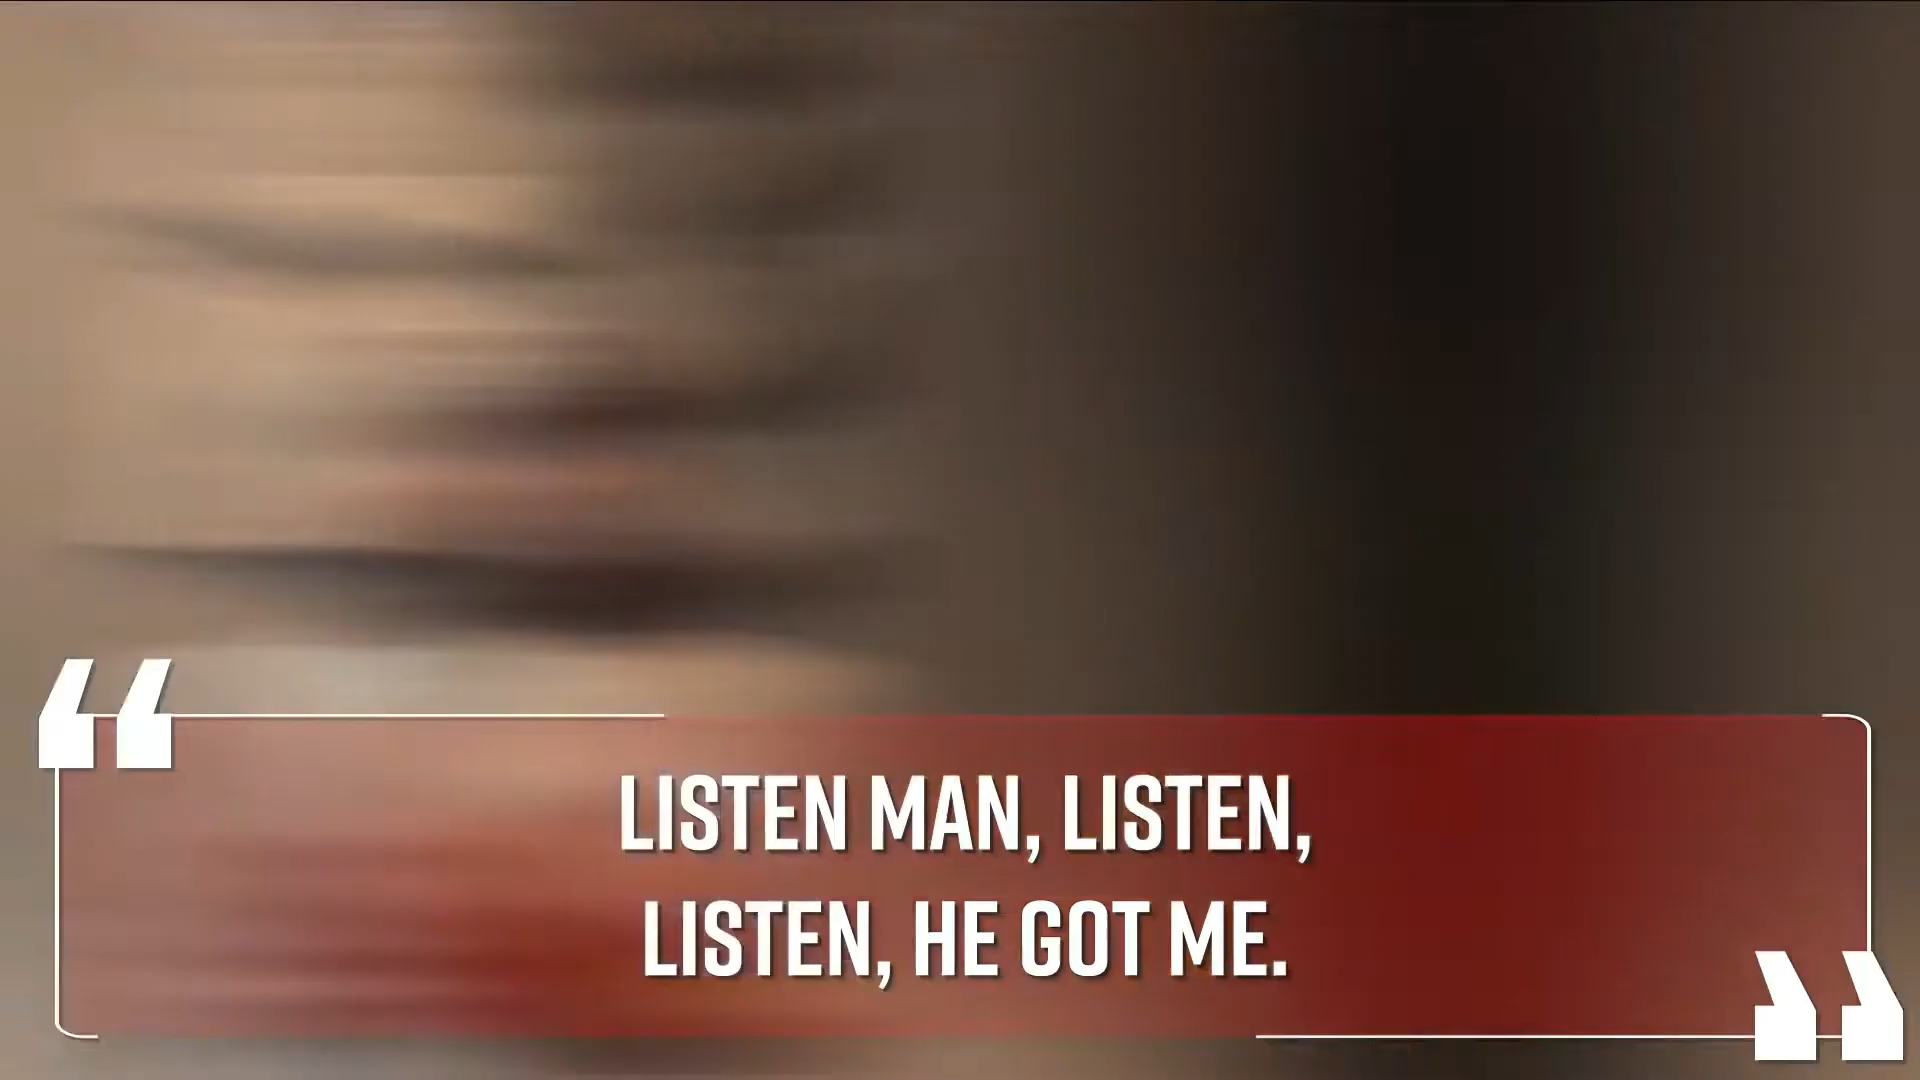 “
LISTEN MAN, LISTEN,
LISTEN, HE GOT ME.
”